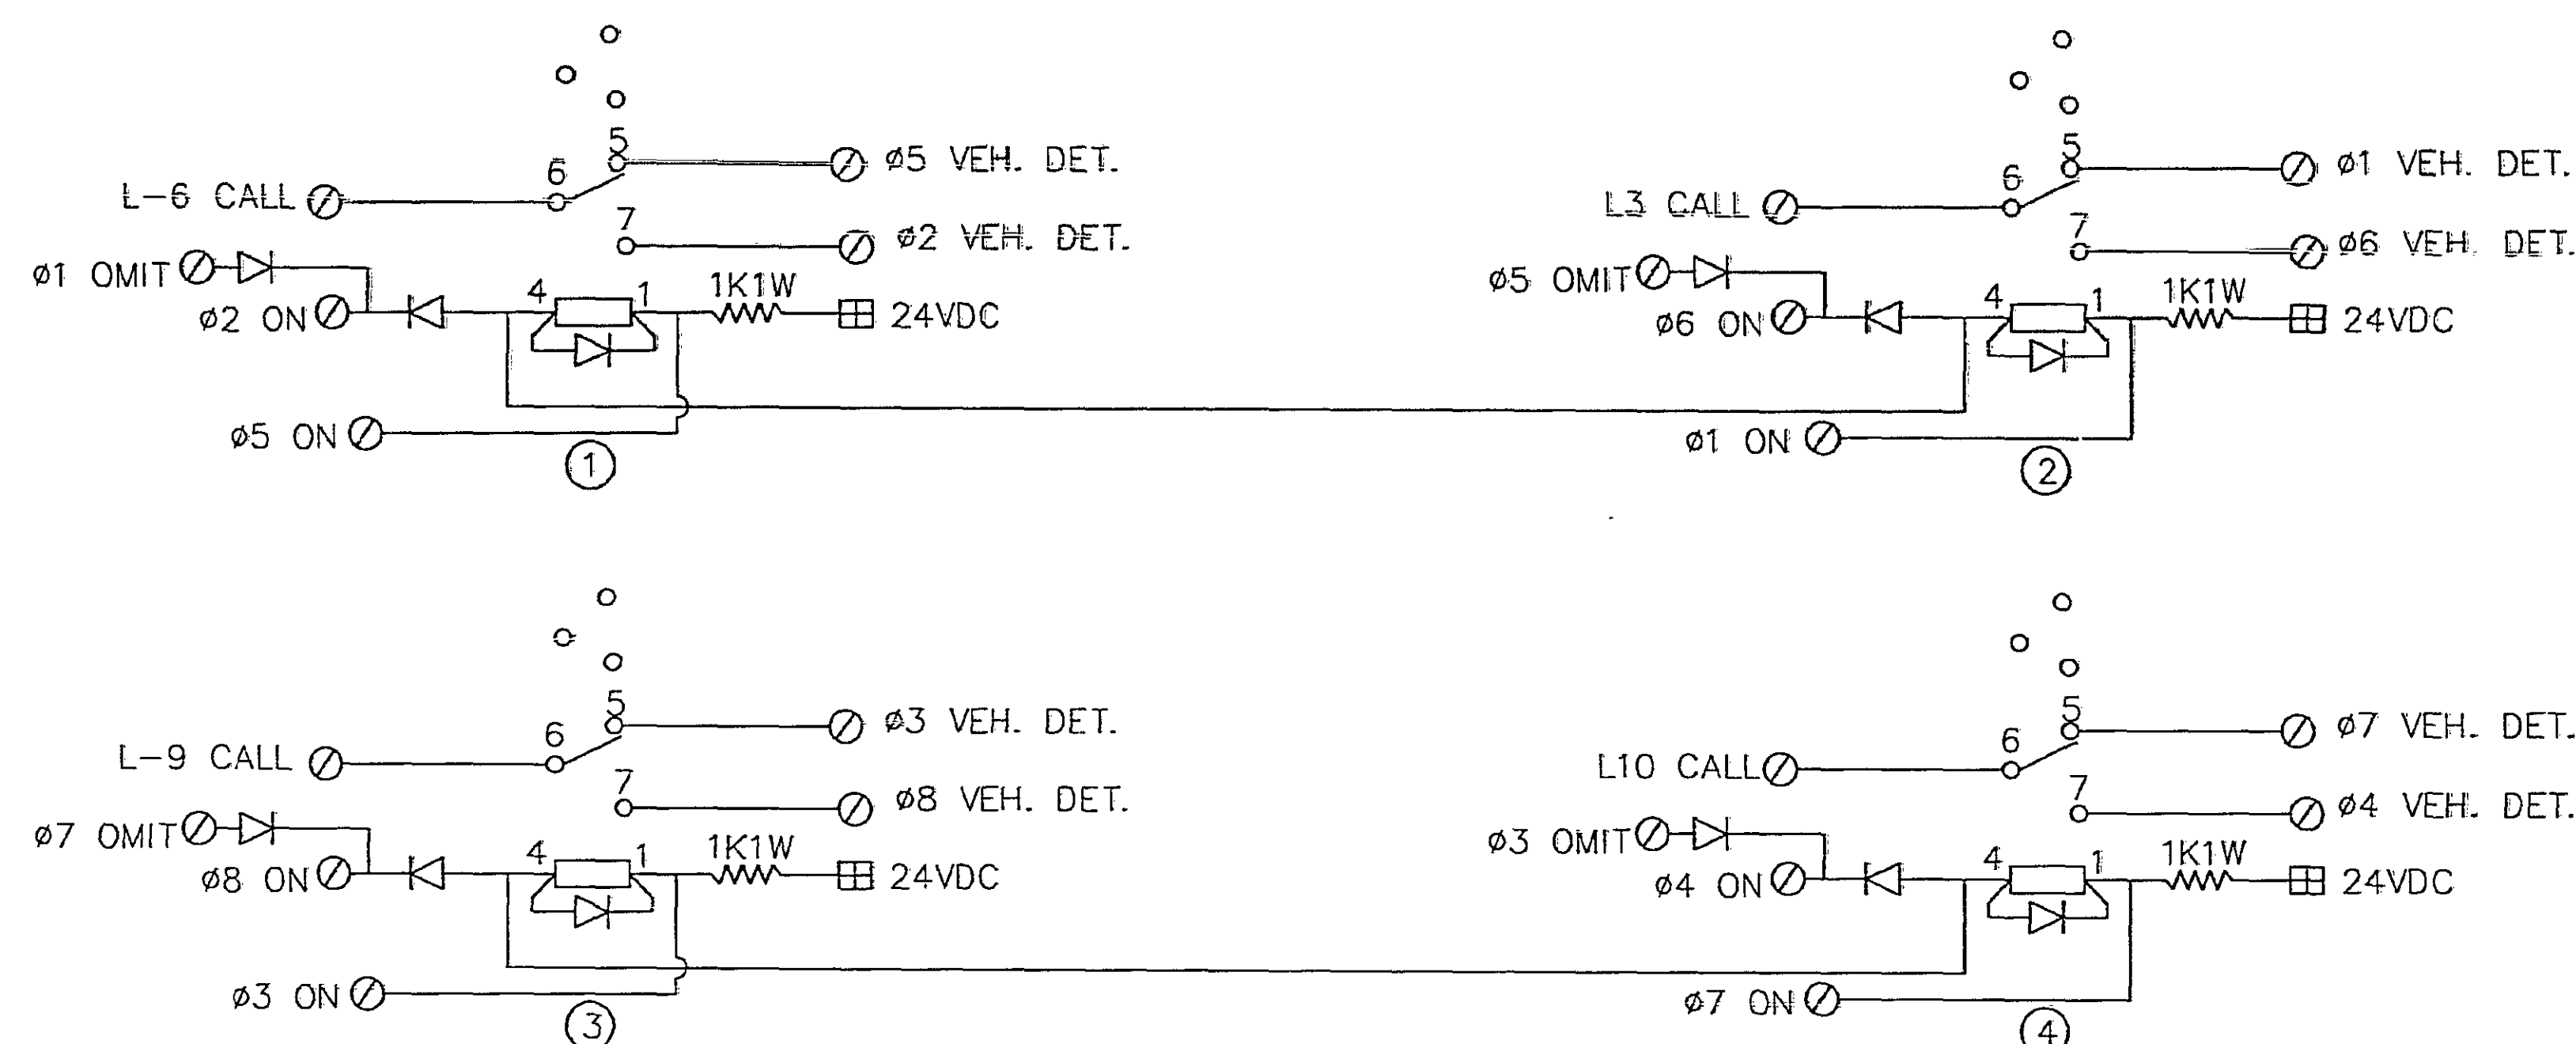 5 ø5 VEH. DET.
L-6 CALL 6
7 ø2 VEH. DET.
ø1 OMIT
ø2 ON 4 1 1K1W 24VDC
ø5 ON
1
5 ø1 VEH. DET.
L3 CALL 6
7 ø6 VEH. DET.
ø5 OMIT
ø6 ON 4 1 1K1W 24VDC
ø1 ON
2
5 ø3 VEH. DET.
L-9 CALL 6
7 ø8 VEH. DET.
ø7 OMIT
ø8 ON 4 1 1K1W 24VDC
ø3 ON
3
5 ø7 VEH. DET.
L10 CALL 6
7 ø4 VEH. DET.
ø3 OMIT
ø4 ON 4 1 1K1W 24VDC
ø7 ON
4